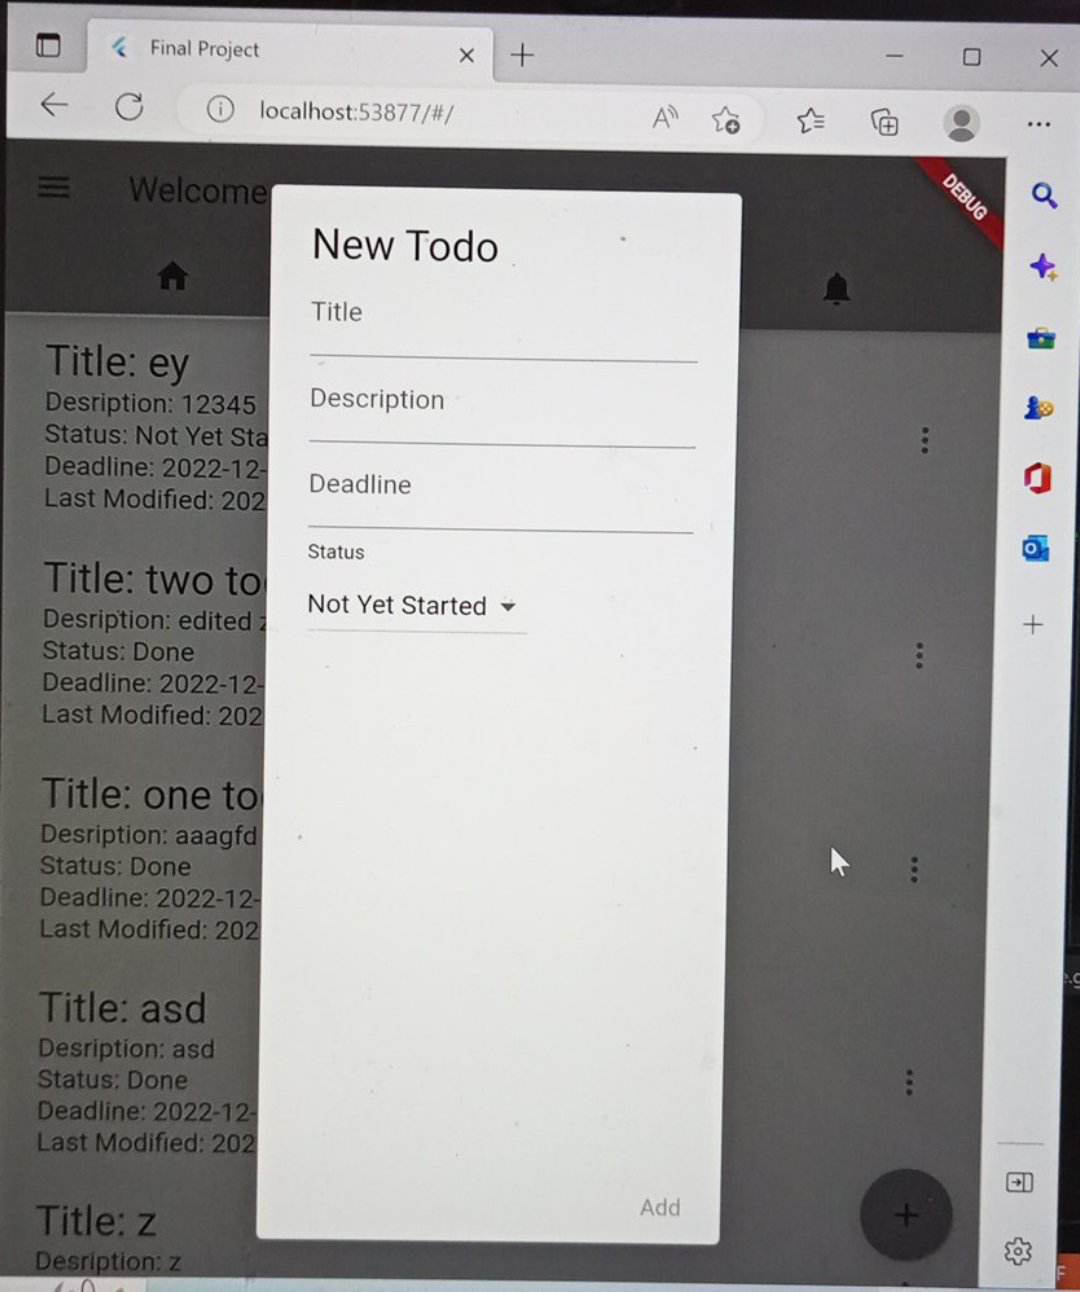 Final Project
localhost:53877/#/
Welcome
DEBUG
New Todo
Title
Description
Deadline
Status
Not Yet Started
Add
Title: ey
Desription: 12345
Status: Not Yet Sta
Deadline: 2022-12-
Last Modified: 202
Title: two to
Desription: edited
Status: Done
Deadline: 2022-12-
Last Modified: 202
Title: one to
Desription: aaagfd
Status: Done
Deadline: 2022-12-
Last Modified: 202
Title: asd
Desription: asd
Status: Done
Deadline: 2022-12-
Last Modified: 202
Title: z
Desription: z